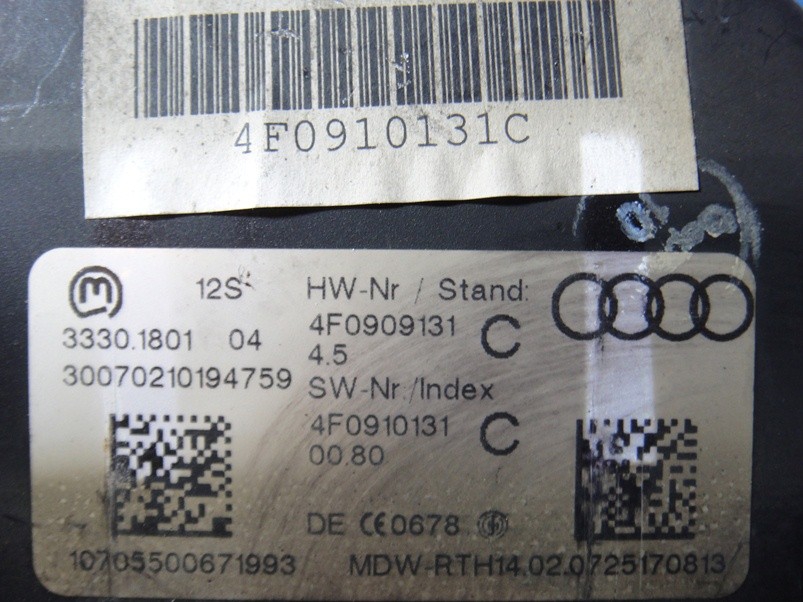 4F0910131C
12S HW-Nr / Stand:
3330.1801 04 4F0909131 C
4.5
30070210194759
SW-Nr./Index
4F0910131 C
00.80
DE CE0678
10705500671993 MDW-RTH14.02.0725170813